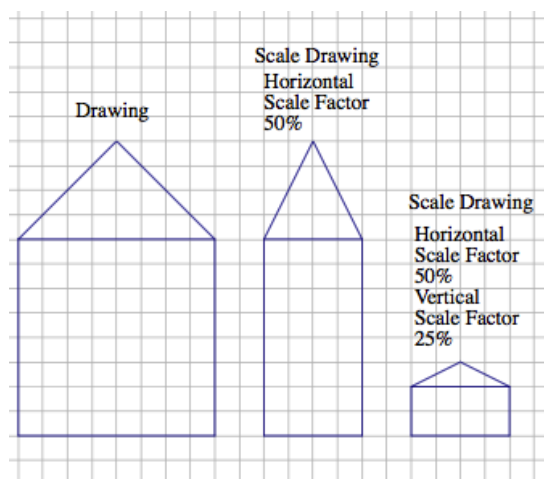 Drawing
Scale Drawing
Horizontal
Scale Factor
50%
Scale Drawing
Horizontal
Scale Factor
50%
Vertical
Scale Factor
25%